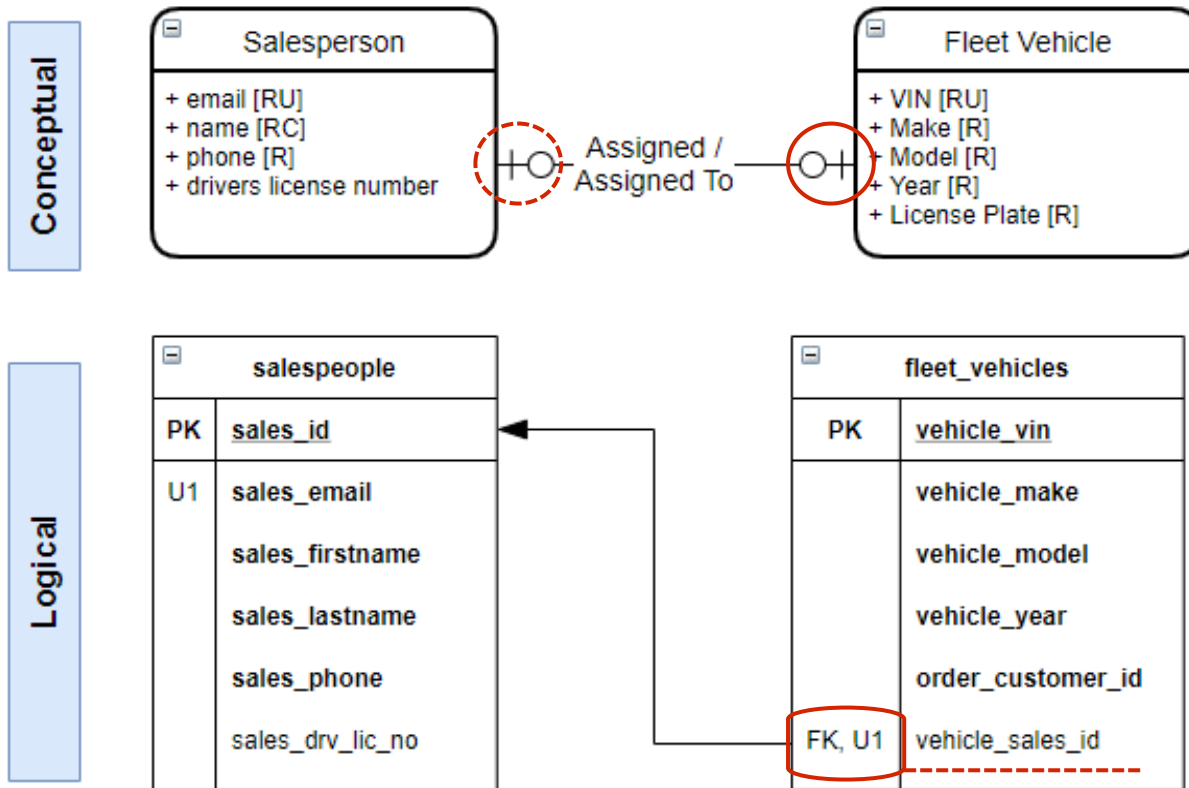 Conceptual
Salesperson
+ email [RU]
+ name [RC]
+ phone [R]
+ drivers license number
Assigned /
Assigned To
Fleet Vehicle
+ VIN [RU]
+ Make [R]
+ Model [R]
+ Year [R]
+ License Plate [R]
Logical
salespeople
PK sales_id
U1 sales_email
sales_firstname
sales_lastname
sales_phone
sales_drv_lic_no
fleet_vehicles
PK vehicle_vin
vehicle_make
vehicle_model
vehicle_year
order_customer_id
FK, U1 vehicle_sales_id